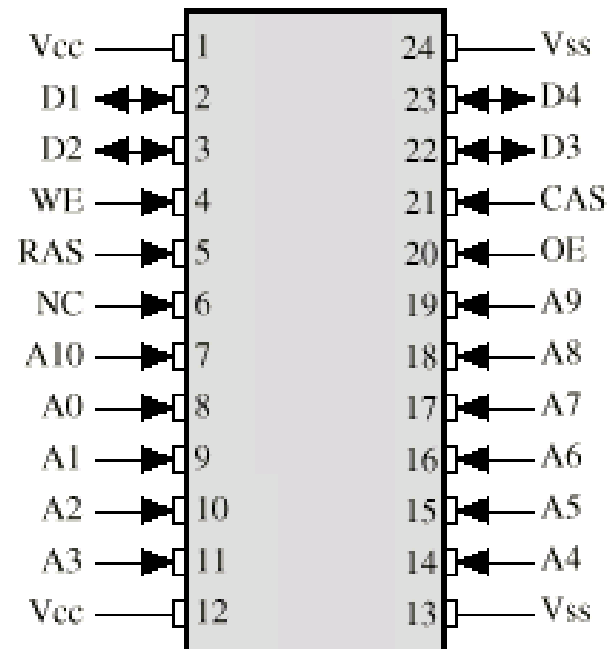 Vcc 1 24 Vss
D1 2 23 D4
D2 3 22 D3
WE 4 21 CAS
RAS 5 20 OE
NC 6 19 A9
A10 7 18 A8
A0 8 17 A7
A1 9 16 A6
A2 10 15 A5
A3 11 14 A4
Vcc 12 13 Vss